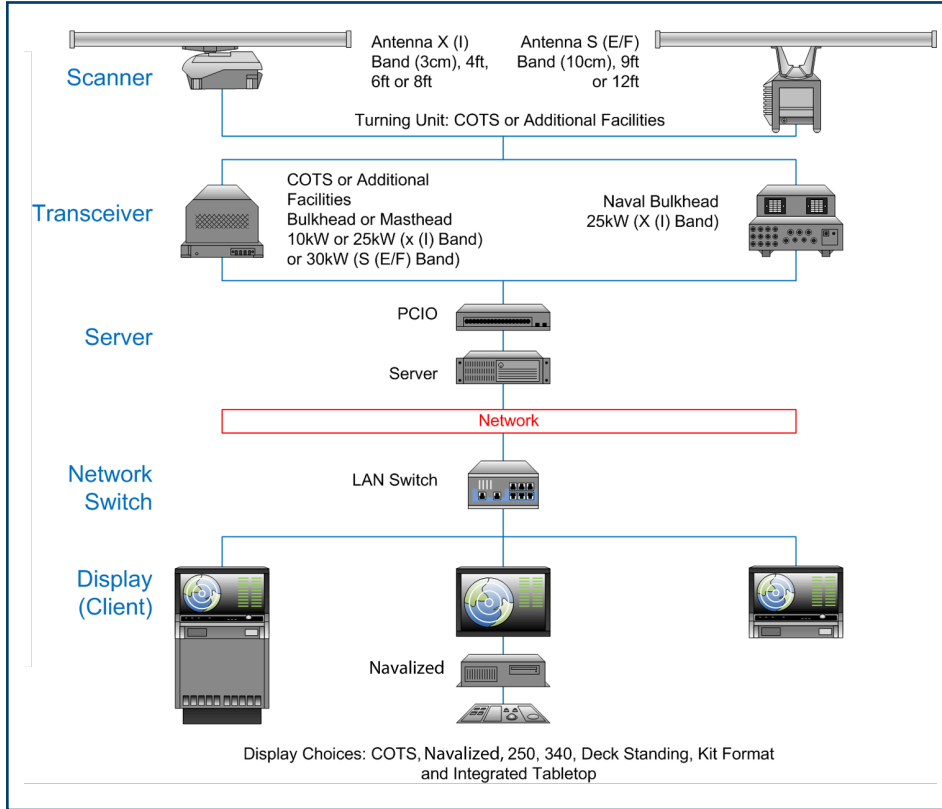 Scanner
Antenna X (I)
Band (3cm), 4ft,
6ft or 8ft
Antenna S (E/F)
Band (10cm), 9ft
or 12ft
Turning Unit: COTS or Additional Facilities
Transceiver
COTS or Additional
Facilities
Bulkhead or Masthead
10kW or 25kW (x (I) Band)
or 30kW (S (E/F) Band)
Naval Bulkhead
25kW (X (I) Band)
Server
PCIO
Server
Network
Network
Switch
LAN Switch
Display
(Client)
Navalized
Display Choices: COTS, Navalized, 250, 340, Deck Standing, Kit Format
and Integrated Tabletop